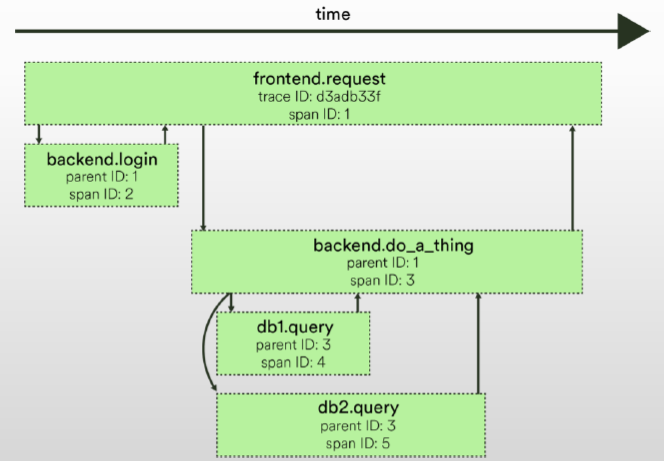 time
frontend.request
trace ID: d3adb33f
span ID: 1
backend.login
parent ID: 1
span ID: 2
backend.do_a_thing
parent ID: 1
span ID: 3
db1.query
parent ID: 3
span ID: 4
db2.query
parent ID: 3
span ID: 5